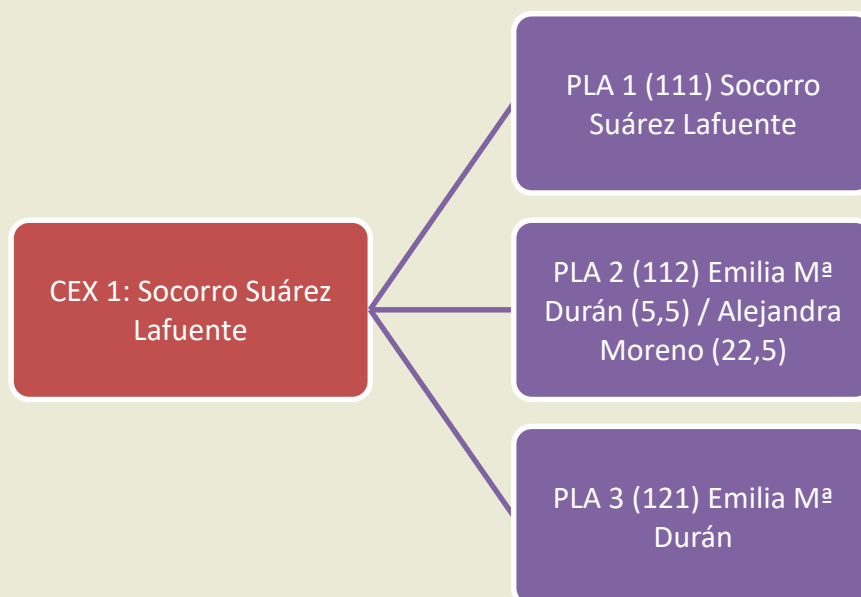 CEX 1: Socorro Suárez
Lafuente
PLA 1 (111) Socorro
Suárez Lafuente
PLA 2 (112) Emilia Mª
Durán (5,5) / Alejandra
Moreno (22,5)
PLA 3 (121) Emilia Mª
Durán